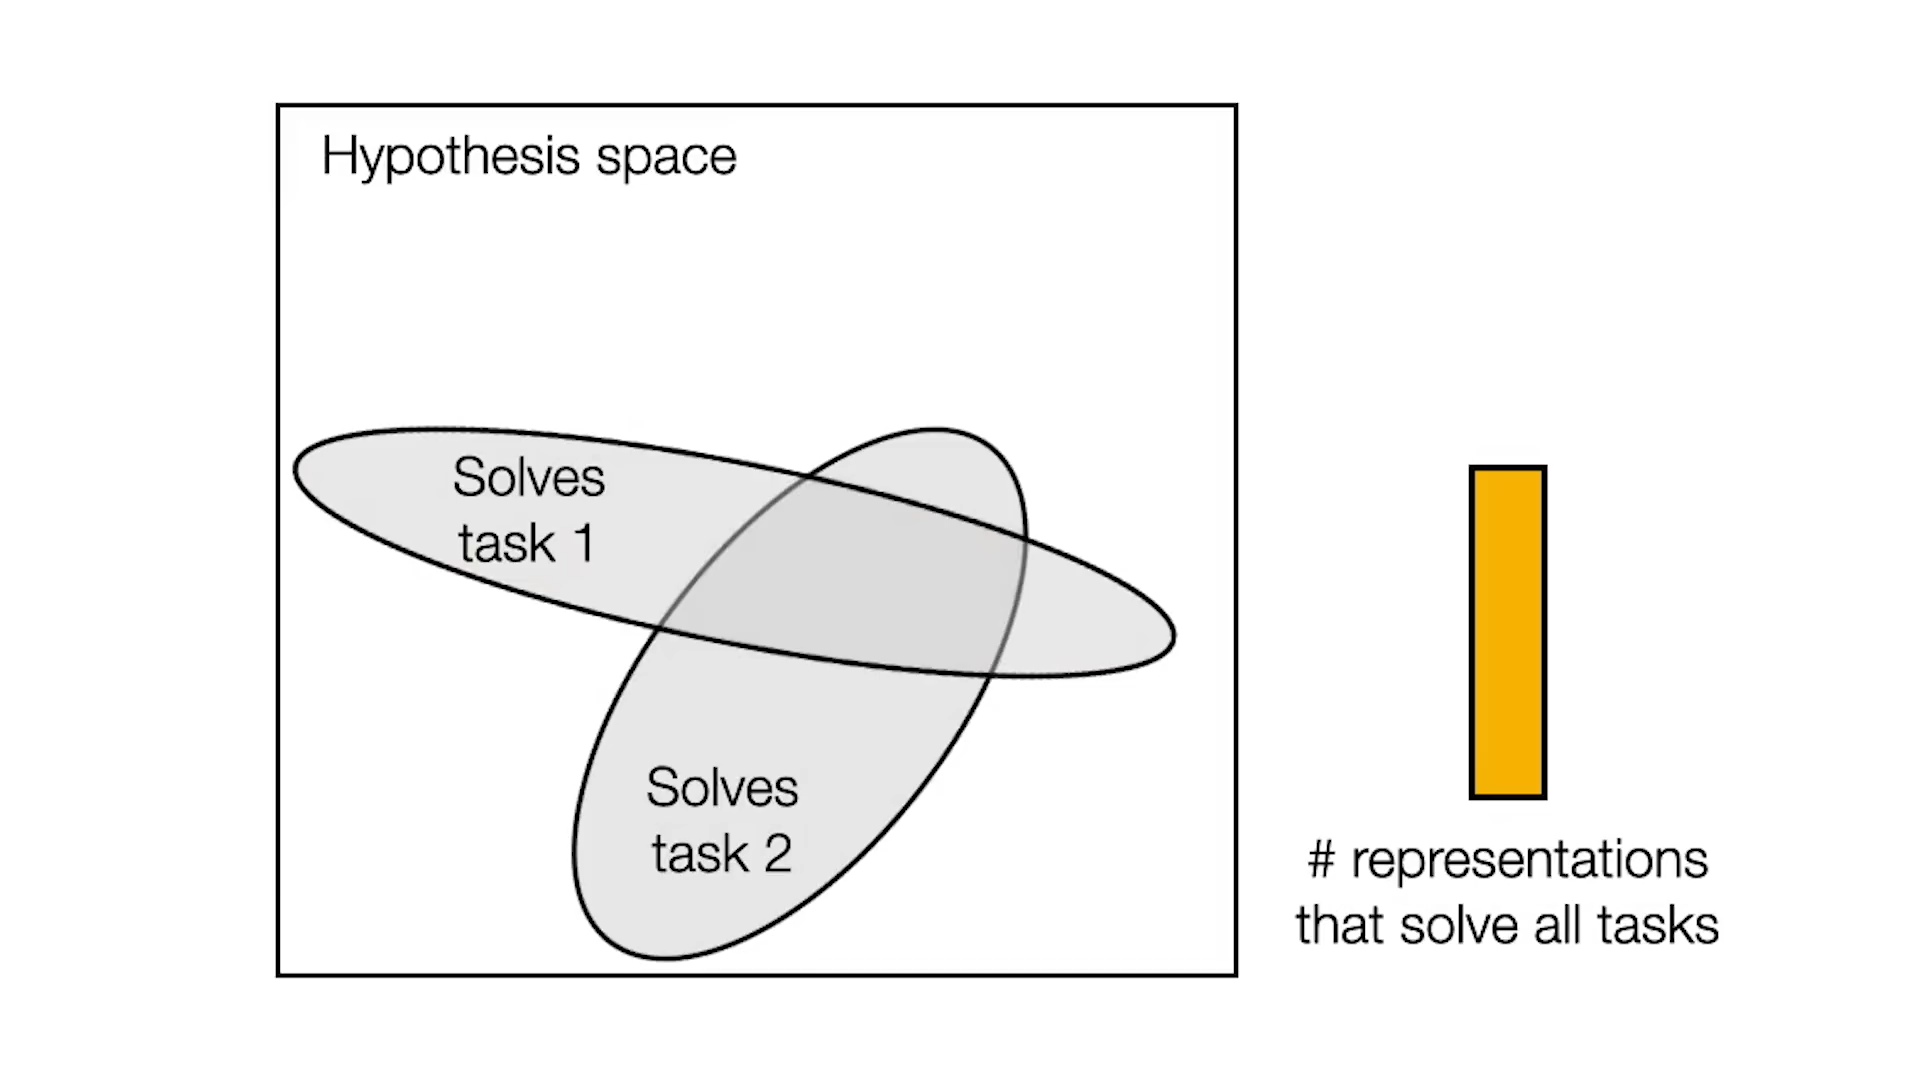 Hypothesis space
Solves
task 1
Solves
task 2
# representations
that solve all tasks